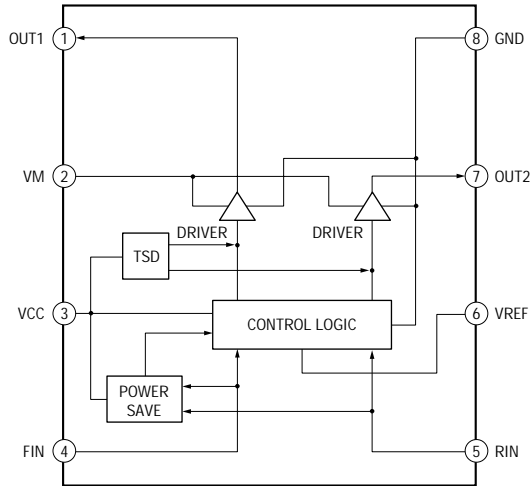 OUT1 1 8 GND
VM 2 7 OUT2
DRIVER DRIVER
TSD
VCC 3 6 VREF
CONTROL LOGIC
POWER
SAVE
FIN 4 5 RIN